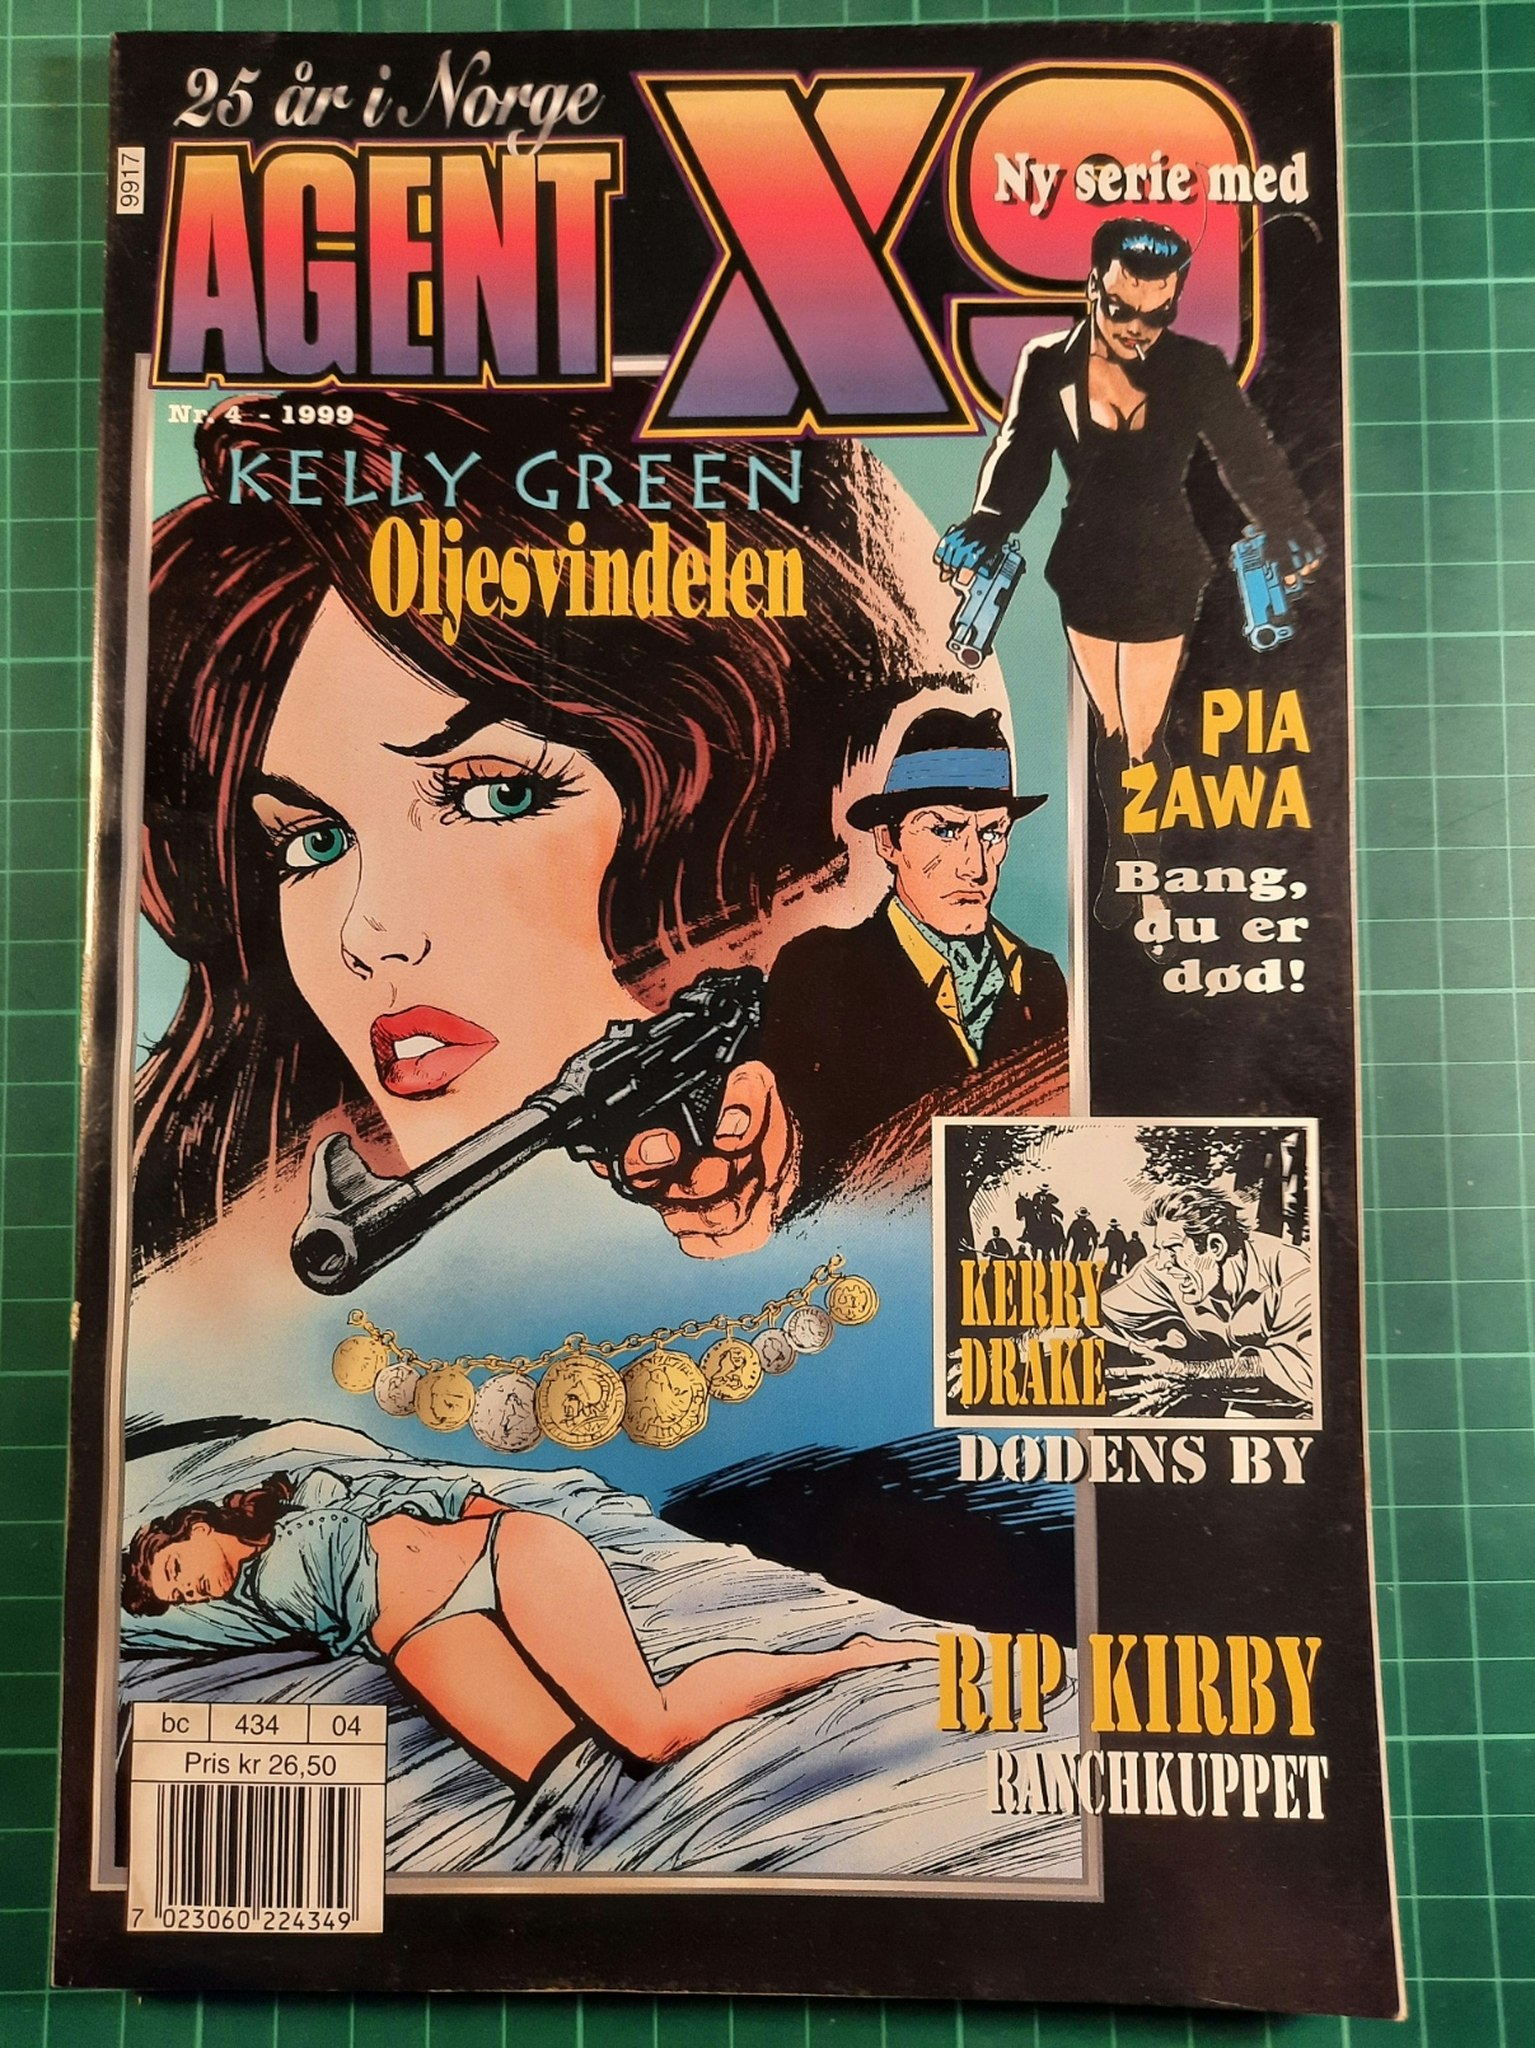 25 år i Norge
AGENT X9
9917
Nr. 4 - 1999
Ny serie med
PIA
ZAWA
Bang,
du er
død!
KELLY GREEN
Oljesvindelen
KERRY
DRAKE
DØDENS BY
RIP KIRBY
RANCHKUPPET
bc 434 04
Pris kr 26,50
7 023060 224349